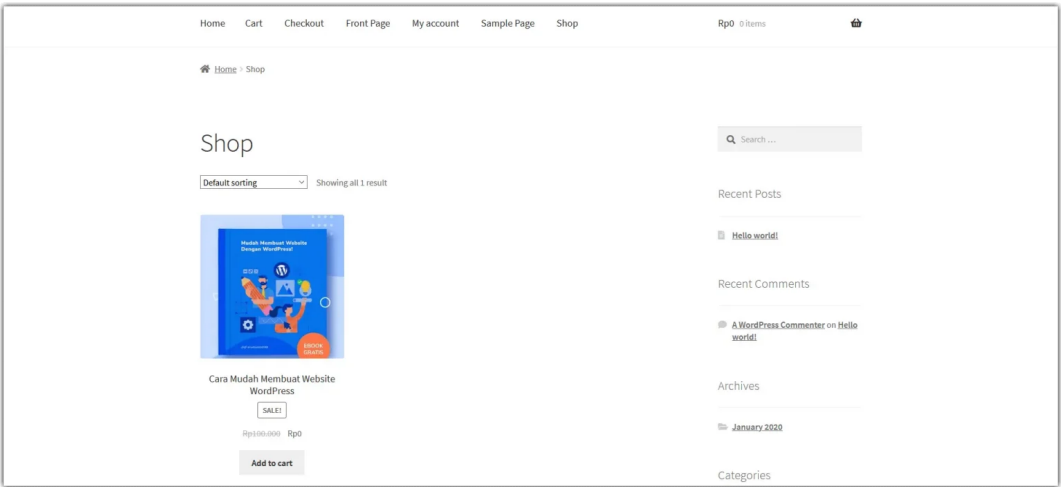 Home Cart Checkout Front Page My account Sample Page Shop Rp0 0 items
Home > Shop
Shop
Default sorting
Showing all 1 result
Mudah Membuat Website
Dengan WordPress!
EBOOK
GRATIS
Cara Mudah Membuat Website
WordPress
SALE!
Rp100.000 Rp0
Add to cart
Search …
Recent Posts
Hello world!
Recent Comments
A WordPress Commenter on Hello
world!
Archives
January 2020
Categories